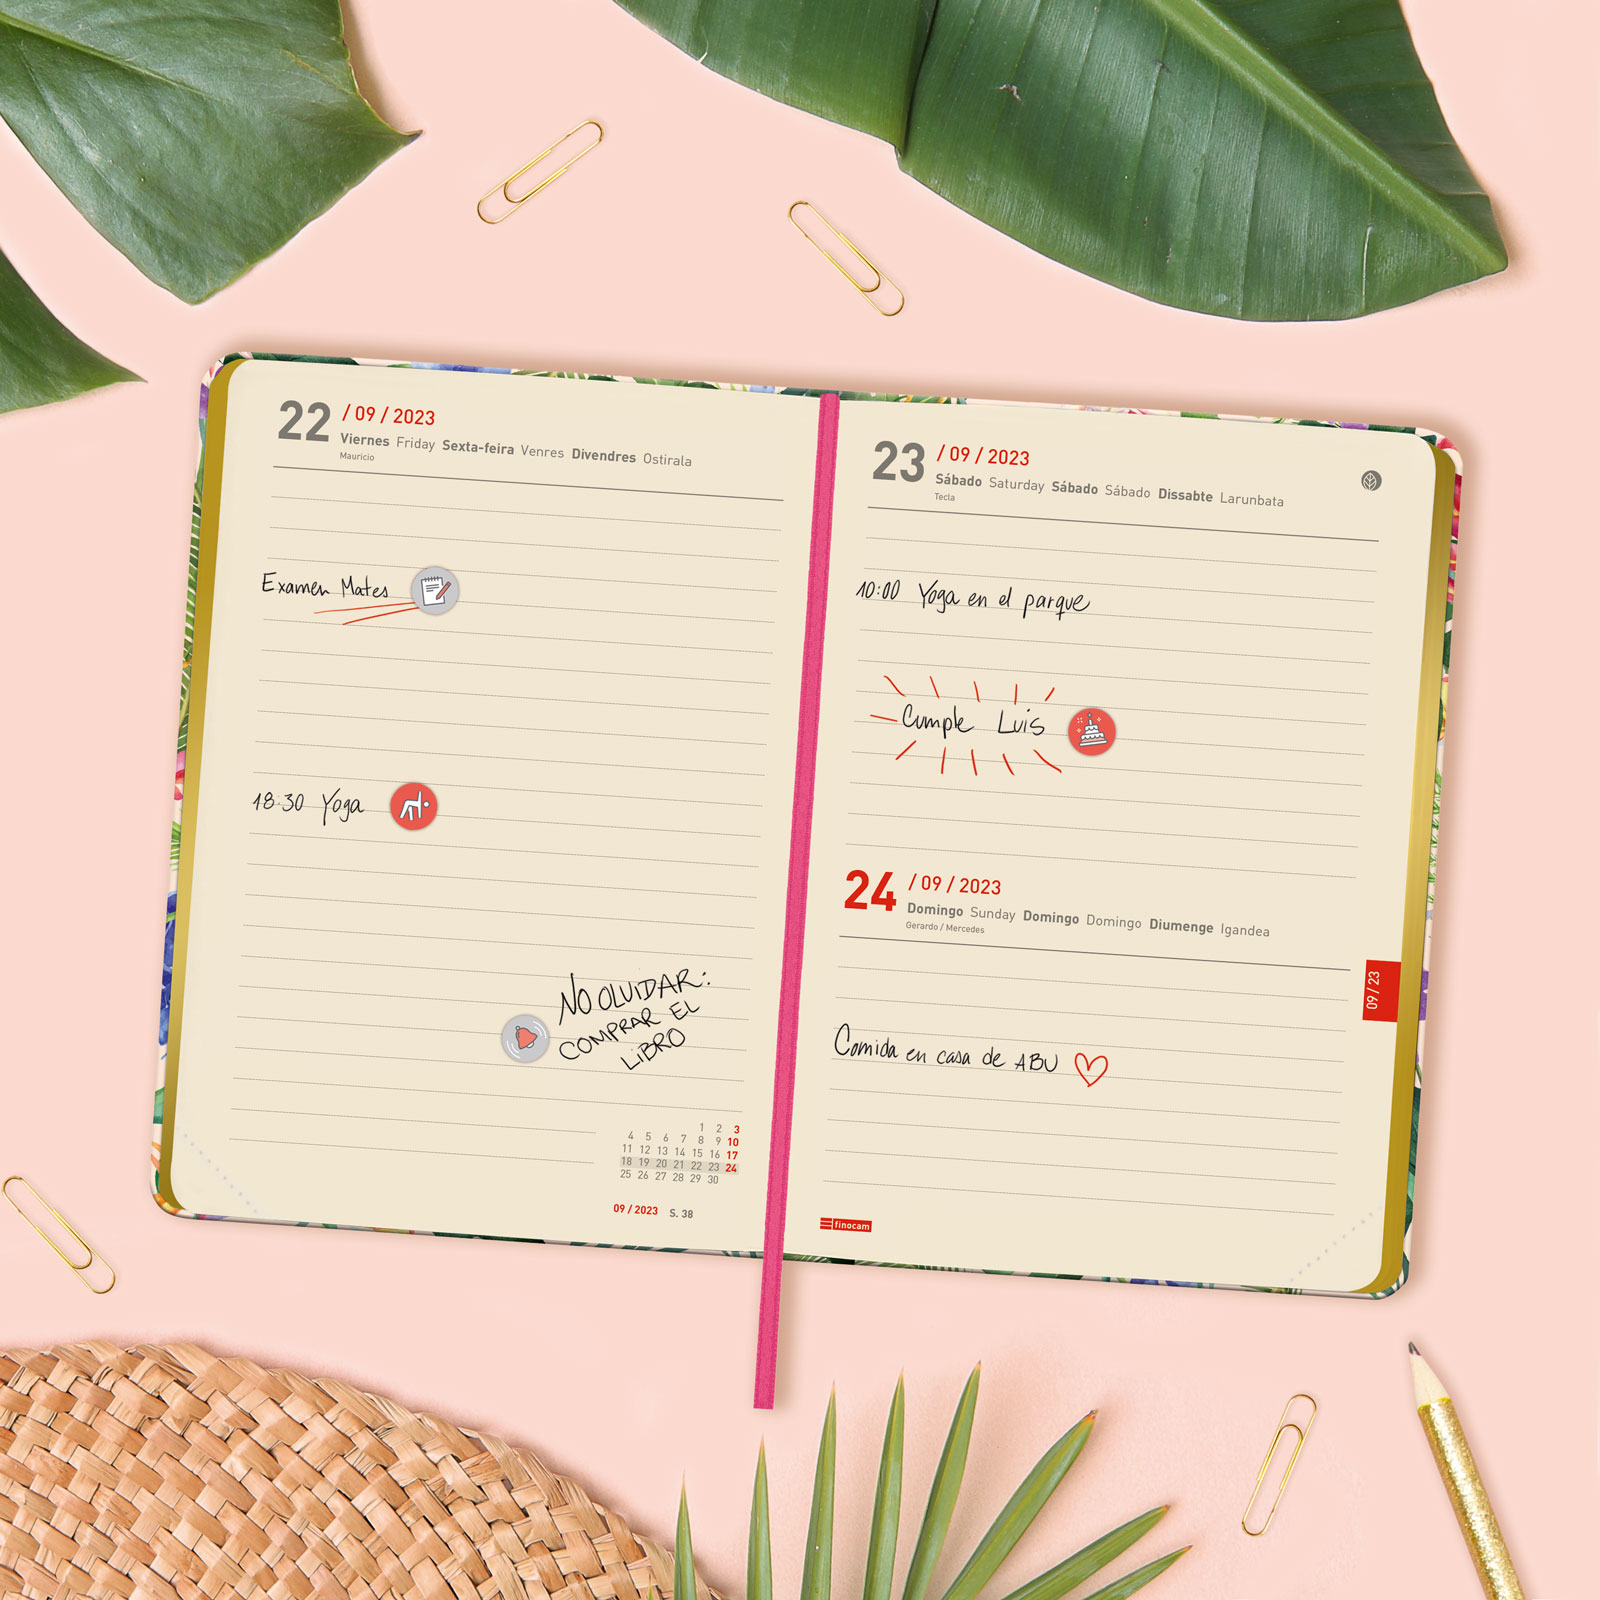 22 / 09 / 2023
Viernes Friday Sexta-feira Venres Divendres Ostirala
Mauricio
Examen Mates
18:30 Yoga
NO OLVIDAR:
COMPRAR EL
LIBRO
1 2 3
4 5 6 7 8 9 10
11 12 13 14 15 16 17
18 19 20 21 22 23 24
25 26 27 28 29 30
09 / 2023 S. 38
23 / 09 / 2023
Sábado Saturday Sábado Sábado Dissabte Larunbata
Tecla
10:00 Yoga en el parque
Cumple Luis
24 / 09 / 2023
Domingo Sunday Domingo Domingo Diumenge Igandea
Gerardo / Mercedes
09 / 23
Comida en casa de ABU
finocam